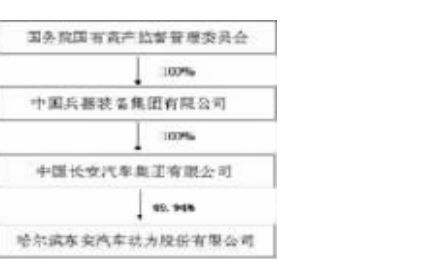 国务院国有资产监督管理委员会
100%
中国兵器装备集团有限公司
100%
中国长安汽车集团有限公司
哈尔滨东安汽车动力股份有限公司